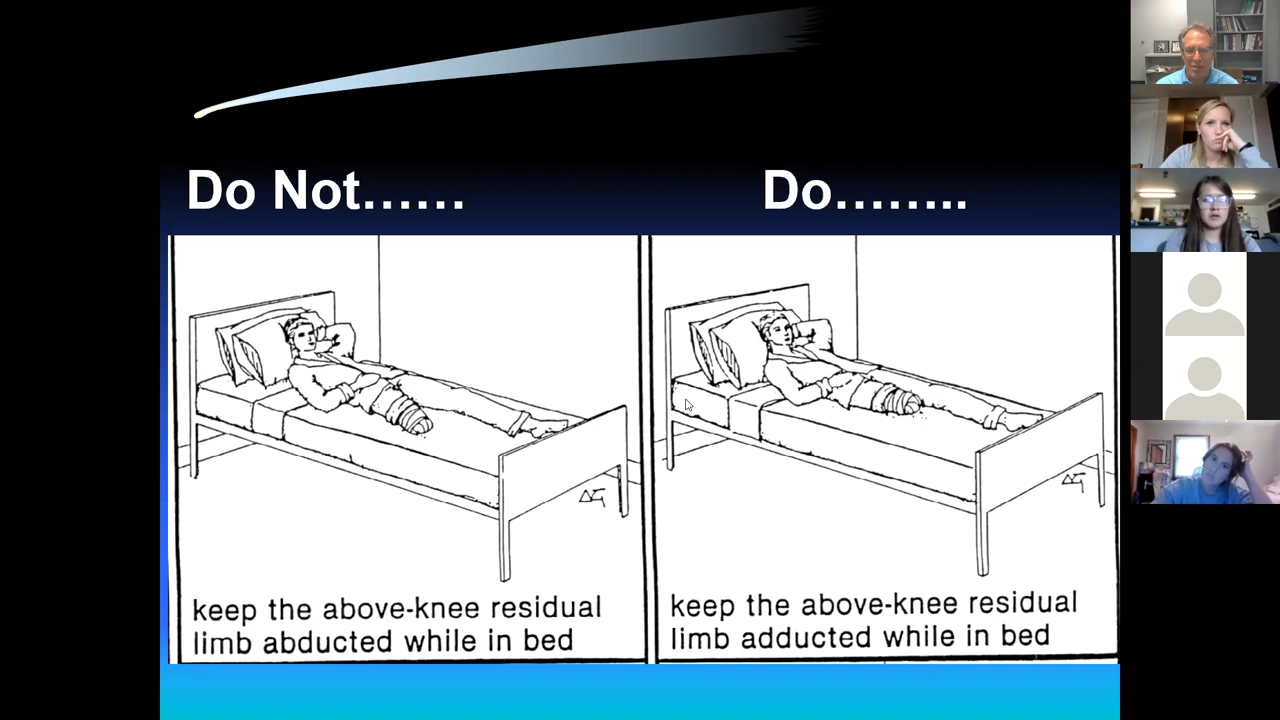 Do Not......
Do........
keep the above-knee residual
limb abducted while in bed
keep the above-knee residual
limb adducted while in bed